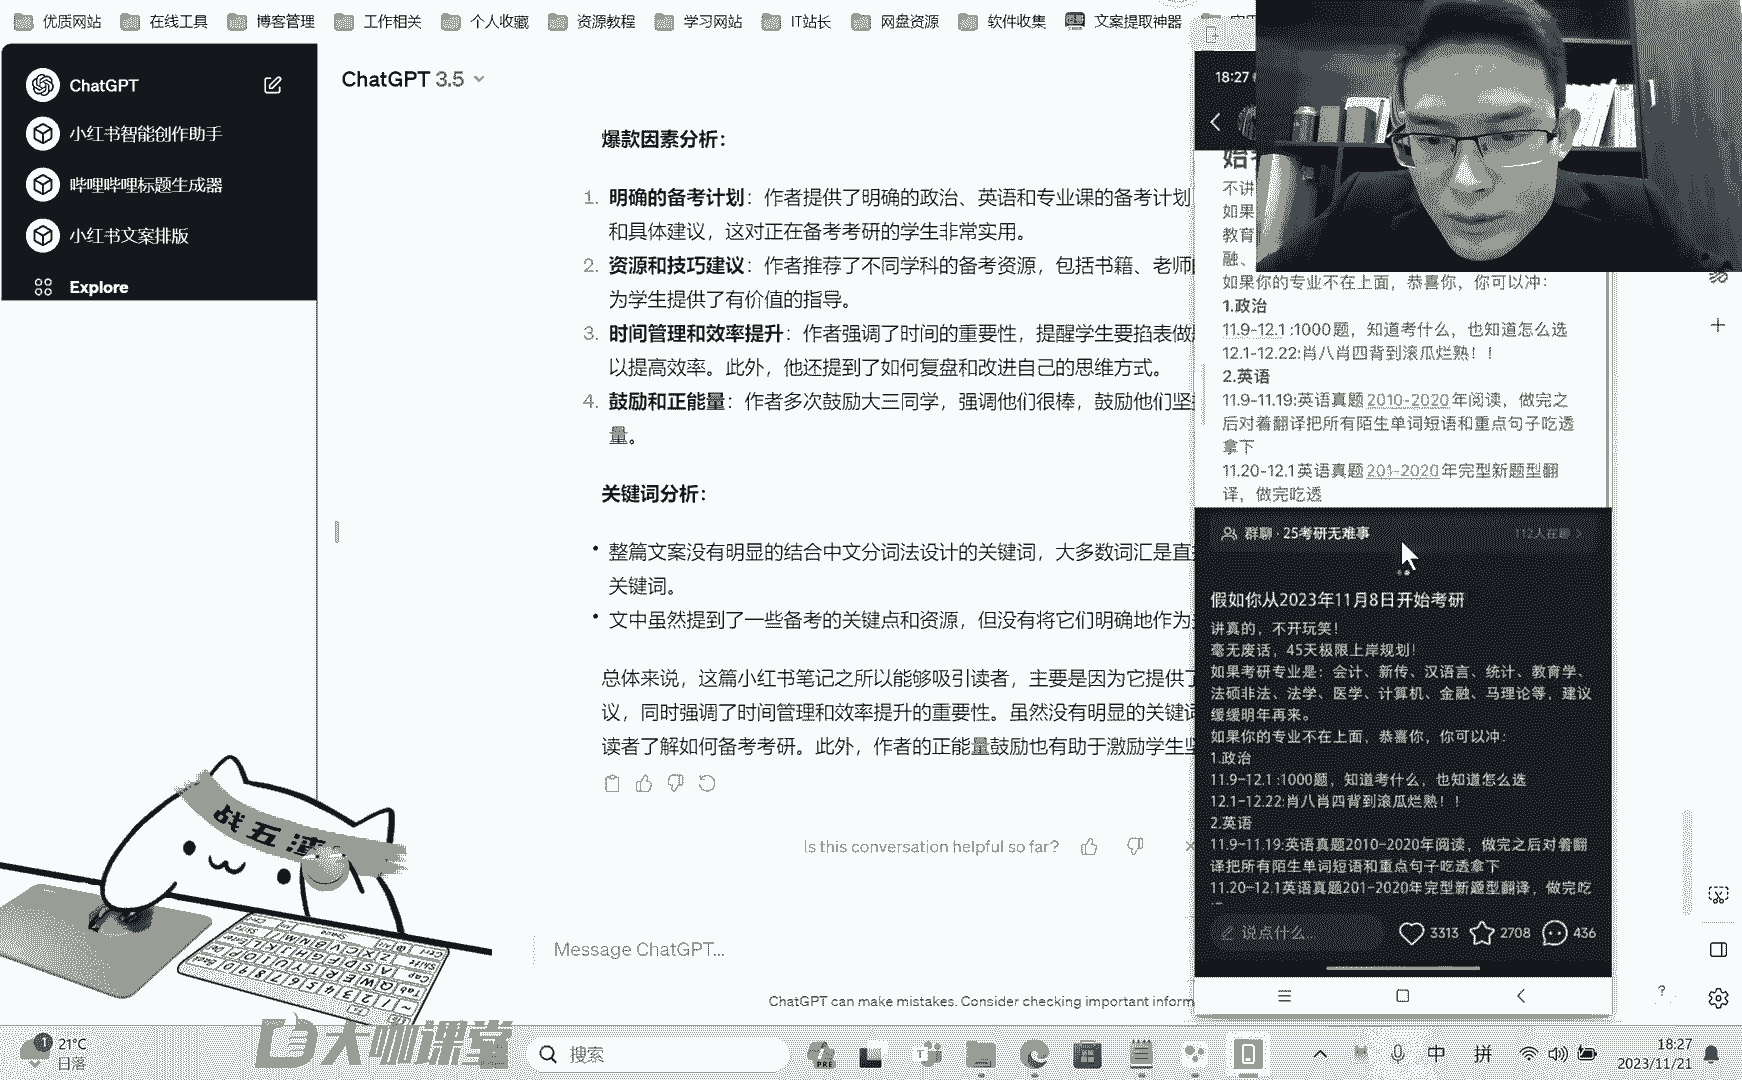 优质网站 在线工具 博客管理 工作相关 个人收藏 资源教程 学习网站 IT站长 网盘资源 软件收集 文案提取神器
ChatGPT
小红书智能创作助手
哔哩哔哩标题生成器
小红书文案排版
Explore
ChatGPT 3.5
爆款因素分析：
1. 明确的备考计划：作者提供了明确的政治、英语和专业课的备考计划
和具体建议，这对正在备考考研的学生非常实用。
2. 资源和技巧建议：作者推荐了不同学科的备考资源，包括书籍、老师
为学生提供了有价值的指导。
3. 时间管理和效率提升：作者强调了时间的重要性，提醒学生要掐表做
以提高效率。此外，他还提到了如何复盘和改进自己的思维方式。
4. 鼓励和正能量：作者多次鼓励大三同学，强调他们很棒，鼓励他们坚
量。
关键词分析：
• 整篇文案没有明显的结合中文分词法设计的关键词，大多数词汇是直
关键词。
• 文中虽然提到了一些备考的关键点和资源，但没有将它们明确地作为
总体来说，这篇小红书笔记之所以能够吸引读者，主要是因为它提供了
议，同时强调了时间管理和效率提升的重要性。虽然没有明显的关键词
读者了解如何备考考研。此外，作者的正能量鼓励也有助于激励学生坚
Is this conversation helpful so far?
Message ChatGPT...
ChatGPT can make mistakes. Consider checking important inform
18:27
始
不讲
如果
教育
融、
如果你的专业不在上面，恭喜你，你可以冲：
1.政治
11.9-12.1 :1000题，知道考什么，也知道怎么选
12.1-12.22:肖八肖四背到滚瓜烂熟！！
2.英语
11.9-11.19:英语真题2010-2020年阅读，做完之
后对着翻译把所有陌生单词短语和重点句子吃透
拿下
11.20-12.1英语真题201-2020年完型新题型翻
译，做完吃透
群聊 · 25考研无难事 112人在聊
假如你从2023年11月8日开始考研
讲真的，不开玩笑！
毫无废话，45天极限上岸规划！
如果考研专业是：会计、新传、汉语言、统计、教育学、
法硕非法、法学、医学、计算机、金融、马理论等，建议
缓缓明年再来。
如果你的专业不在上面，恭喜你，你可以冲：
1.政治
11.9-12.1 :1000题，知道考什么，也知道怎么选
12.1-12.22:肖八肖四背到滚瓜烂熟！！
2.英语
11.9-11.19:英语真题2010-2020年阅读，做完之后对着翻
译把所有陌生单词短语和重点句子吃透拿下
11.20-12.1英语真题201-2020年完型新题型翻译，做完吃
说点什么... 3313 2708 436
战五渣
大咖课堂
21°C
日落
搜索
中 拼
18:27
2023/11/21